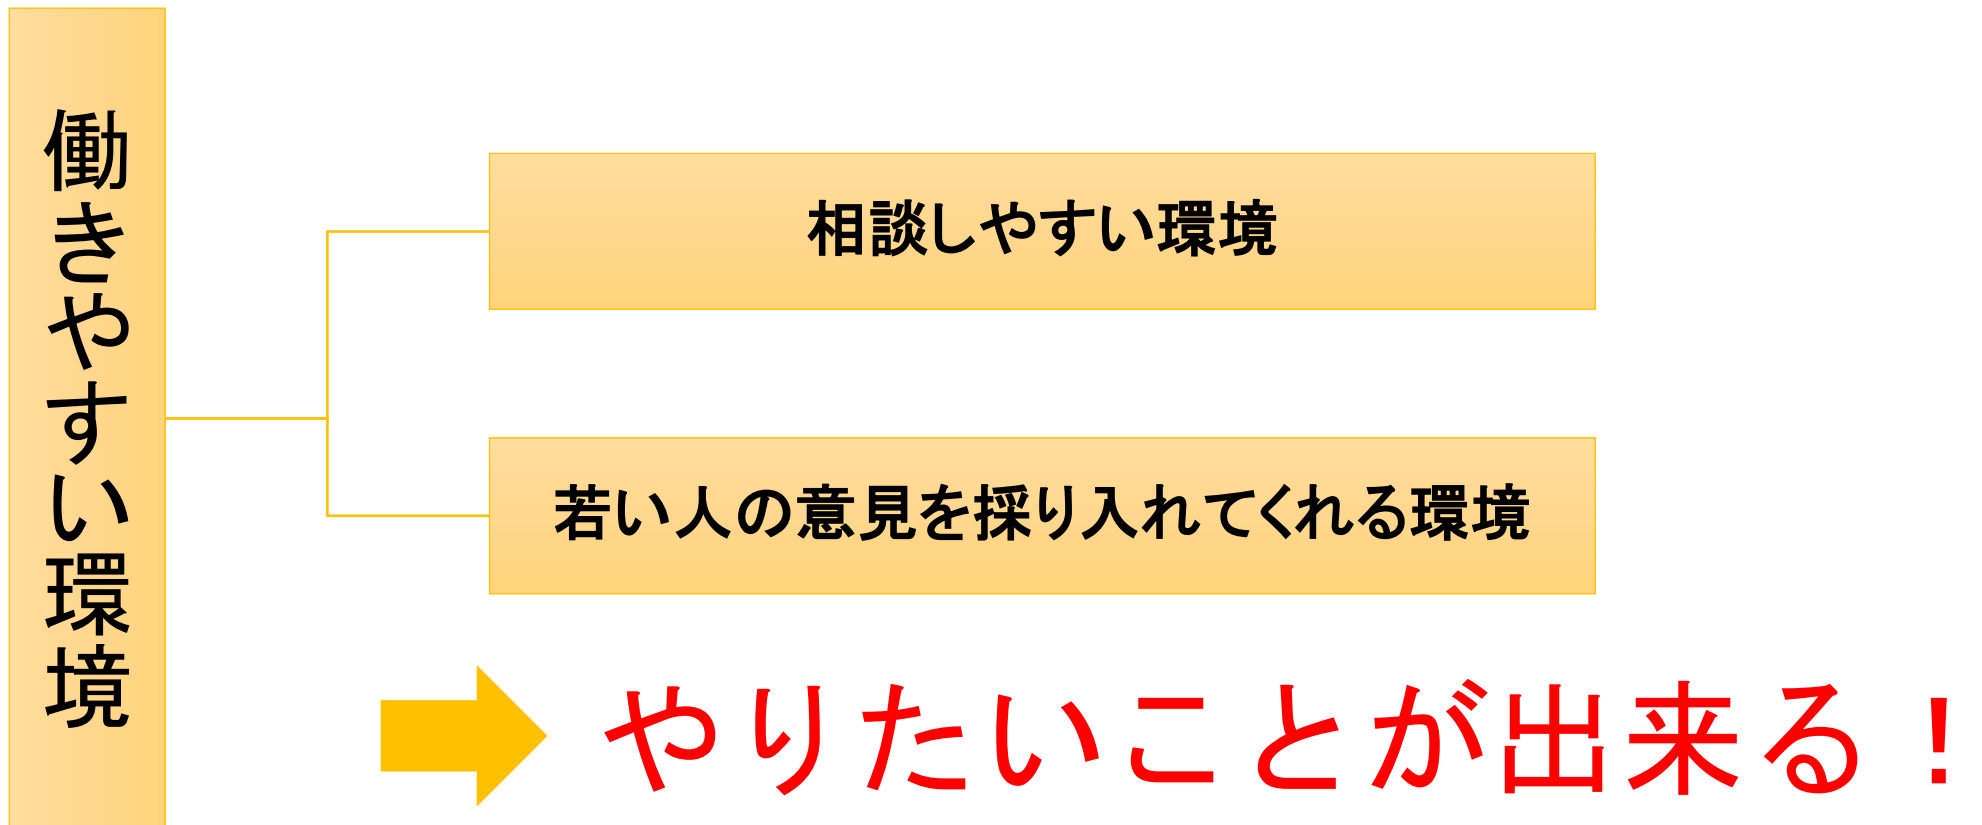 働きやすい環境
相談しやすい環境
若い人の意見を採り入れてくれる環境
やりたいことが出来る！